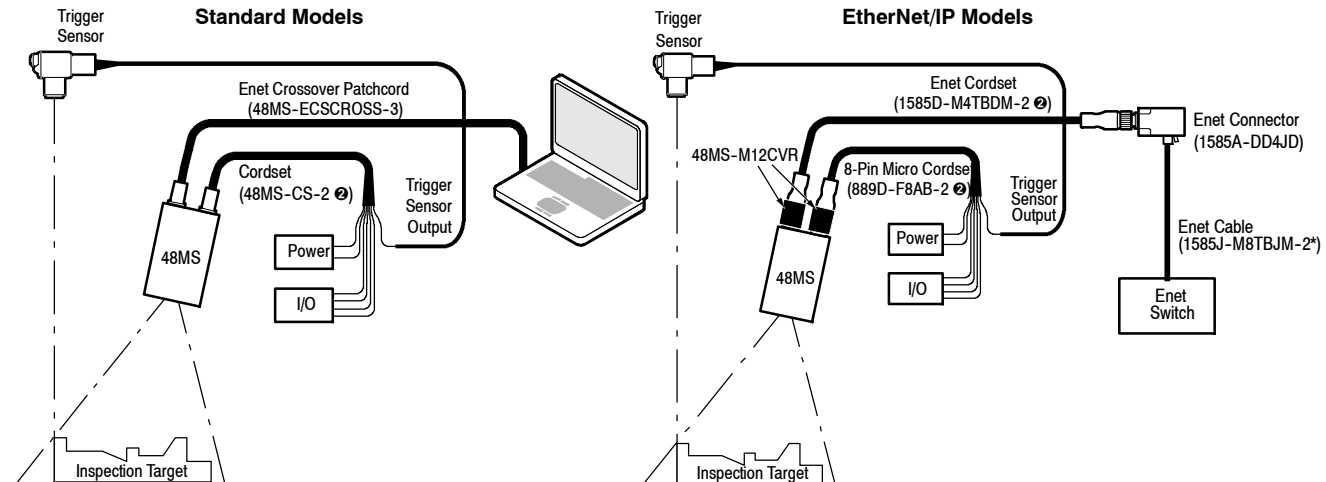 Standard Models
Trigger
Sensor
Enet Crossover Patchcord
(48MS-ECSCROSS-3)
Cordset
(48MS-CS-2 ❷)
Trigger
Sensor
Output
Power
I/O
48MS
Inspection Target
EtherNet/IP Models
Trigger
Sensor
Enet Cordset
(1585D-M4TBDM-2 ❷)
Enet Connector
(1585A-DD4JD)
48MS-M12CVR
8-Pin Micro Cordset
(889D-F8AB-2 ❷)
Trigger
Sensor
Output
Enet Cable
(1585J-M8TBJM-2*)
Power
I/O
48MS
Enet
Switch
Inspection Target